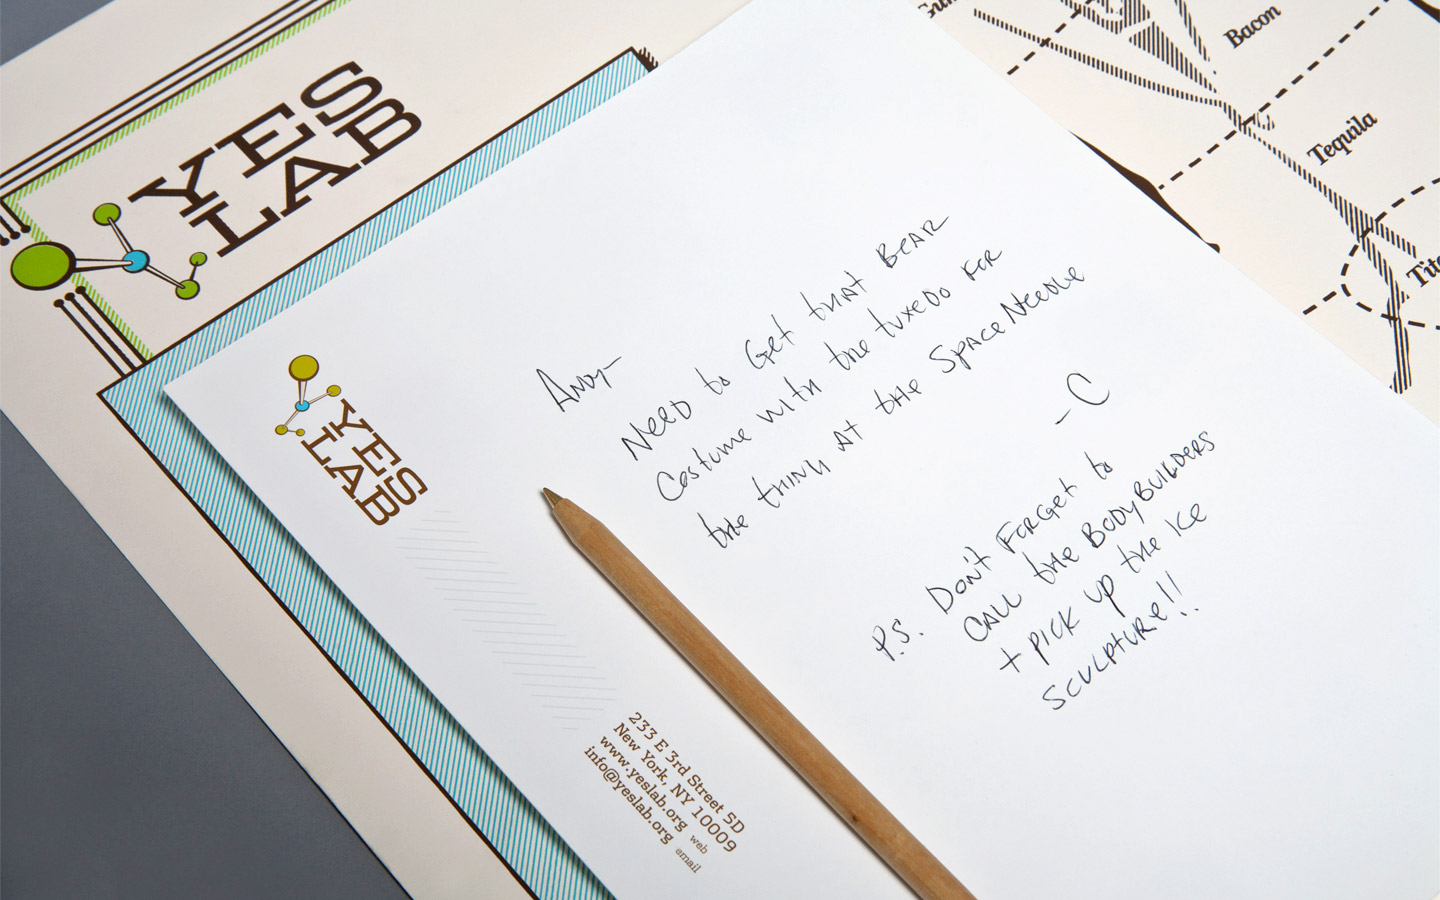 YES
LAB
YES
LAB
Andy-
Need to Get that Bear
Costume with the tuxedo for
the thing at the Space Needle
- C
P.S. Don't Forget to
Call the Bodybuilders
+ pick up the Ice
Sculpture!!
233 E 3rd Street 5D
New York, NY 10009
www.yeslab.org web
info@yeslab.org email
Bacon
Tequila